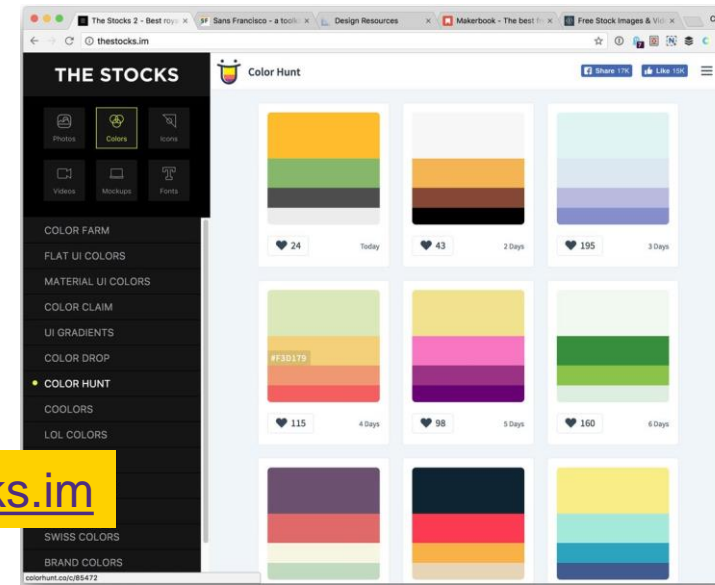 The Stocks 2 - Best roya
Sans Francisco - a toolk
Design Resources
Makerbook - The best f
Free Stock Images & Vid
thestocks.im
THE STOCKS
Color Hunt
Share 17K
Like 15K
Photos
Colors
Icons
Videos
Mockups
Fonts
COLOR FARM
FLAT UI COLORS
MATERIAL UI COLORS
COLOR CLAIM
UI GRADIENTS
COLOR DROP
COLOR HUNT
COOLORS
LOL COLORS
ks.im
SWISS COLORS
BRAND COLORS
colorhunt.co/c/85472
24
Today
43
2 Days
195
3 Days
#F3D179
115
4 Days
98
5 Days
160
6 Days